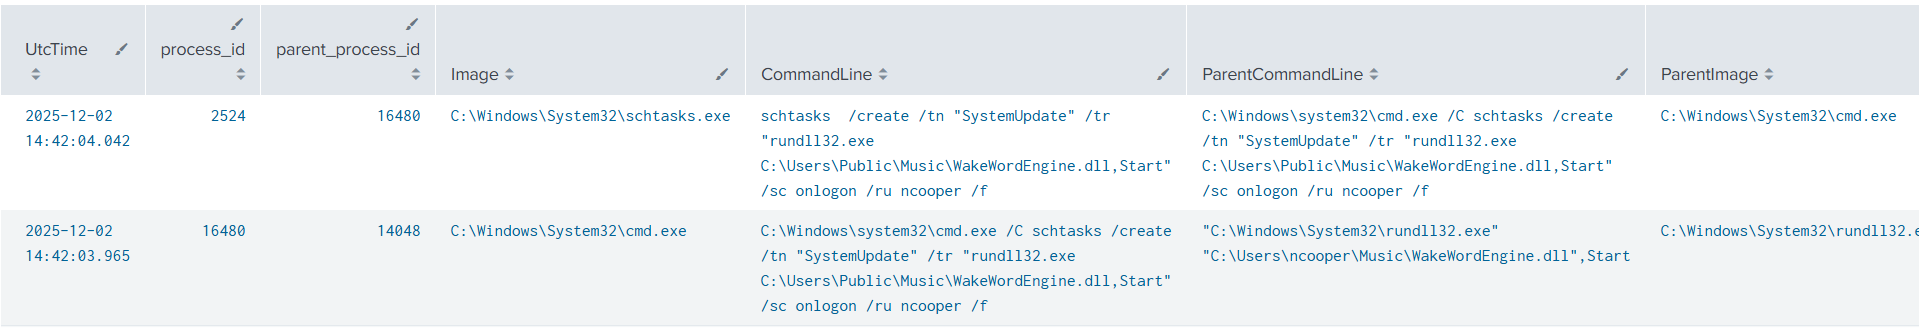 UtcTime process_id parent_process_id Image CommandLine ParentCommandLine ParentImage
2025-12-02 14:42:04.042
2524
16480
C:\Windows\System32\schtasks.exe
schtasks  /create /tn "SystemUpdate" /tr
"rundll32.exe
C:\Users\Public\Music\WakeWordEngine.dll,Start"
/sc onlogon /ru ncooper /f
C:\Windows\system32\cmd.exe /C schtasks /create
/tn "SystemUpdate" /tr "rundll32.exe
C:\Users\Public\Music\WakeWordEngine.dll,Start"
/sc onlogon /ru ncooper /f
C:\Windows\System32\cmd.exe
2025-12-02
14:42:03.965
16480
14048
C:\Windows\System32\cmd.exe
C:\Windows\system32\cmd.exe /C schtasks /create
/tn "SystemUpdate" /tr "rundll32.exe
C:\Users\Public\Music\WakeWordEngine.dll,Start"
/sc onlogon /ru ncooper /f
"C:\Windows\System32\rundll32.exe"
"C:\Users\ncooper\Music\WakeWordEngine.dll",Start
C:\Windows\System32\rundll32.e